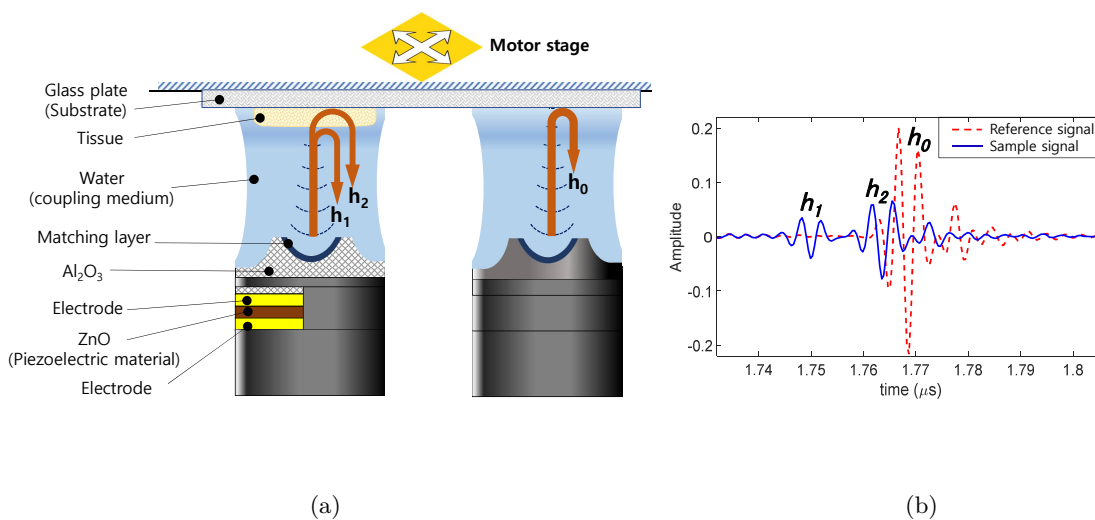 Motor stage
Glass plate
(Substrate)
Tissue
Water
(coupling medium)
Matching layer
Al₂O₃
Electrode
ZnO
(Piezoelectric material)
Electrode
h₁
h₂
h₀
Reference signal
Sample signal
h₁
h₂
h₀
Amplitude
0.2
0.1
0
-0.1
-0.2
1.74 1.75 1.76 1.77 1.78 1.79 1.8
time (μs)
(a)
(b)